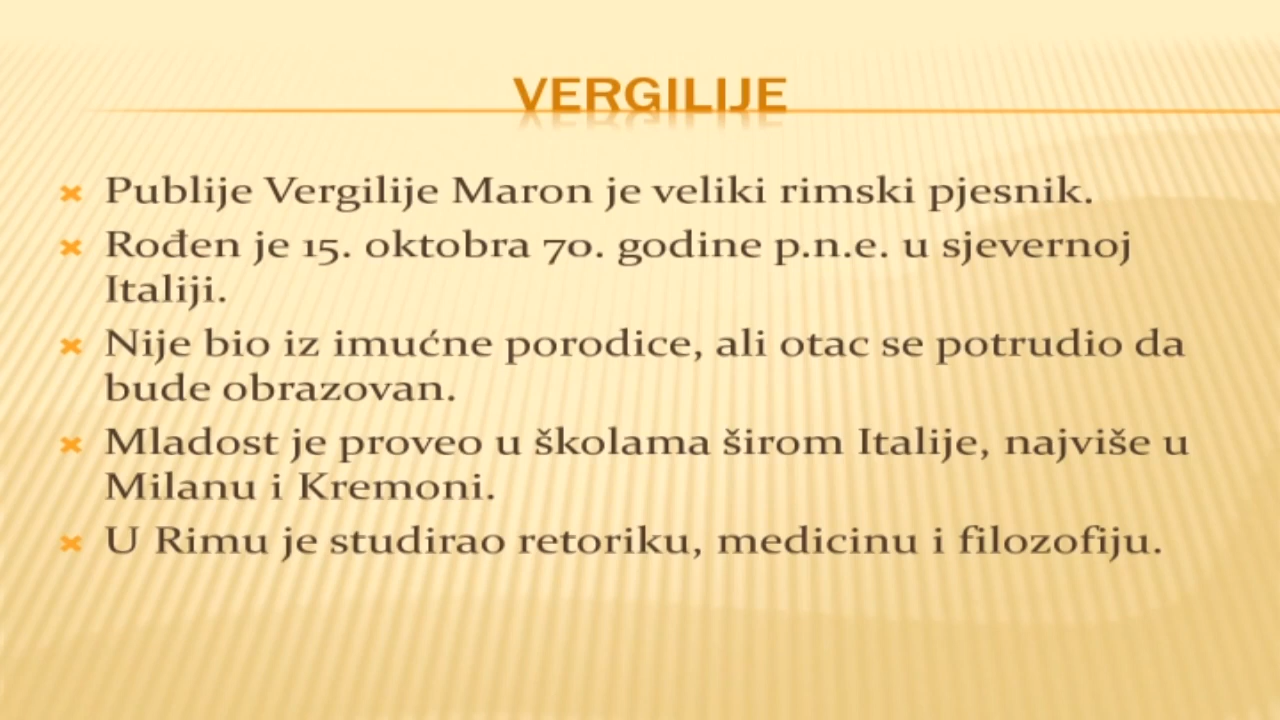 VERGILIJE
Publije Vergilije Maron je veliki rimski pjesnik.
Rođen je 15. oktobra 70. godine p.n.e. u sjevernoj
Italiji.
Nije bio iz imućne porodice, ali otac se potrudio da
bude obrazovan.
Mladost je proveo u školama širom Italije, najviše u
Milanu i Kremoni.
U Rimu je studirao retoriku, medicinu i filozofiju.